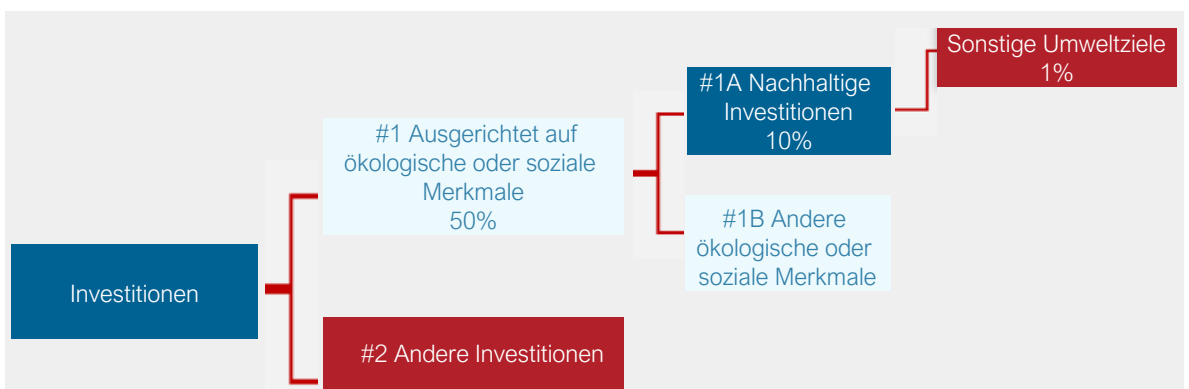 Investitionen
#1 Ausgerichtet auf
ökologische oder soziale
Merkmale
50%
#2 Andere Investitionen
#1A Nachhaltige
Investitionen
10%
#1B Andere
ökologische oder
soziale Merkmale
Sonstige Umweltziele
1%